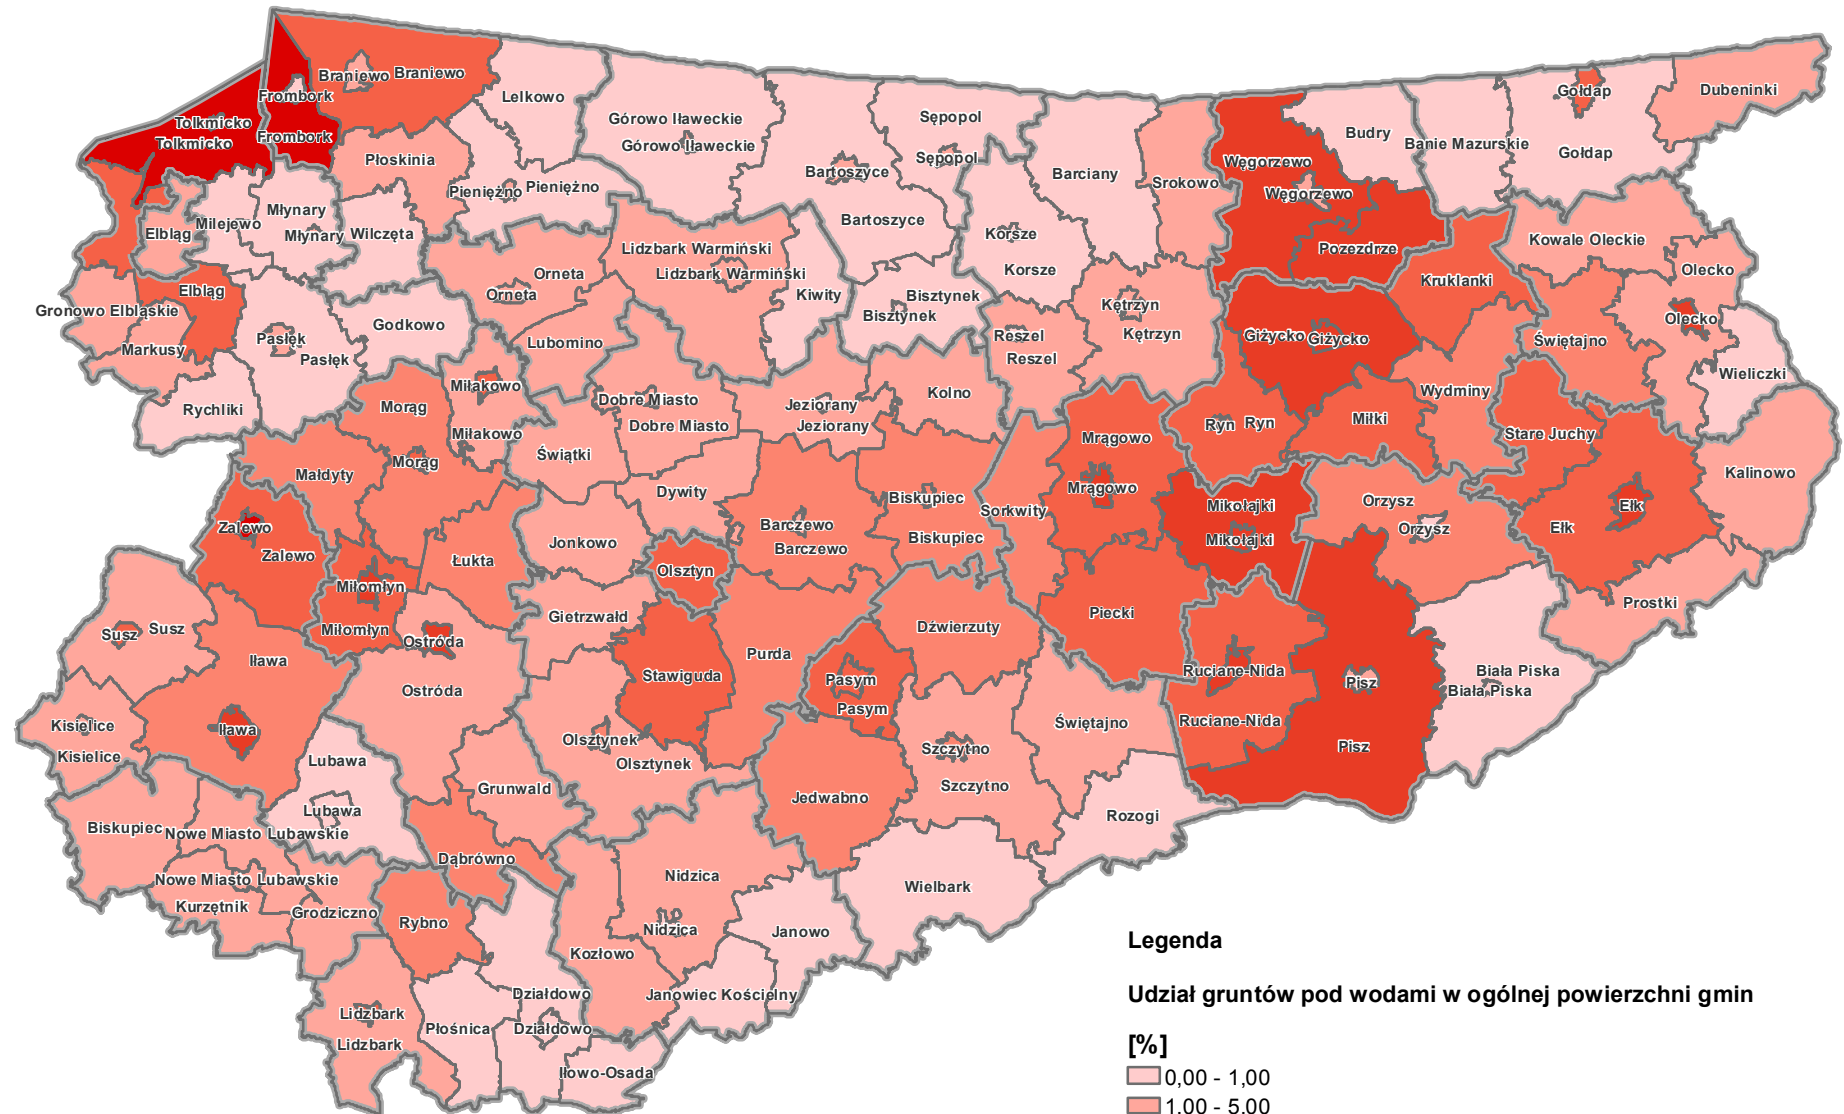 Braniewo Braniewo
Frombork
Lelkowo
Tolkmicko
Tolkmicko
Frombork
Górowo Iławeckie
Górowo Iławeckie
Sępopol
Sępopol
Gołdap
Dubeninki
Budry
Banie Mazurskie
Gołdap
Płoskinia
Pieniężno Pieniężno
Bartoszyce
Bartoszyce
Barciany
Srokowo
Węgorzewo
Węgorzewo
Elbląg
Milejewo
Młynary
Młynary
Wilczęta
Lidzbark Warmiński
Lidzbark Warmiński
Korsze
Korsze
Pozezdrze
Kowale Oleckie
Olecko
Orneta
Orneta
Kiwity
Bisztynek
Bisztynek
Kruklanki
Elbląg
Gronowo Elbląskie
Markusy
Pasłęk
Pasłęk
Godkowo
Lubomino
Reszel
Reszel
Kętrzyn
Kętrzyn
Giżycko Giżycko
Olecko
Świętajno
Wieliczki
Rychliki
Morąg
Miłakowo
Miłakowo
Dobre Miasto
Dobre Miasto
Jeziorany
Jeziorany
Kolno
Wydminy
Ryn Ryn
Miłki
Stare Juchy
Mrągowo
Mrągowo
Małdyty
Morąg
Świątki
Dywity
Biskupiec
Biskupiec
Sorkwity
Mikołajki
Mikołajki
Orzysz
Orzysz
Ełk
Ełk
Kalinowo
Zalewo
Zalewo
Łukta
Jonkowo
Barczewo
Barczewo
Olsztyn
Miłomłyn
Miłomłyn
Gietrzwałd
Dźwierzuty
Piecki
Prostki
Susz Susz
Iława
Ostróda
Ostróda
Stawiguda
Purda
Pasym
Pasym
Ruciane-Nida
Ruciane-Nida
Pisz
Pisz
Biała Piska
Biała Piska
Kisielice
Kisielice
Iława
Lubawa
Lubawa
Olsztynek
Olsztynek
Szczytno
Szczytno
Świętajno
Grunwald
Jedwabno
Rozogi
Biskupiec
Nowe Miasto Lubawskie
Nowe Miasto Lubawskie
Dąbrówno
Kurzętnik
Grodziczno
Rybno
Nidzica
Nidzica
Wielbark
Janowo
Kozłowo
Janowiec Kościelny
Działdowo
Działdowo
Lidzbark
Lidzbark
Płośnica
Iłowo-Osada
Legenda
Udział gruntów pod wodami w ogólnej powierzchni gmin
[%]
0,00 - 1,00
1,00 - 5,00